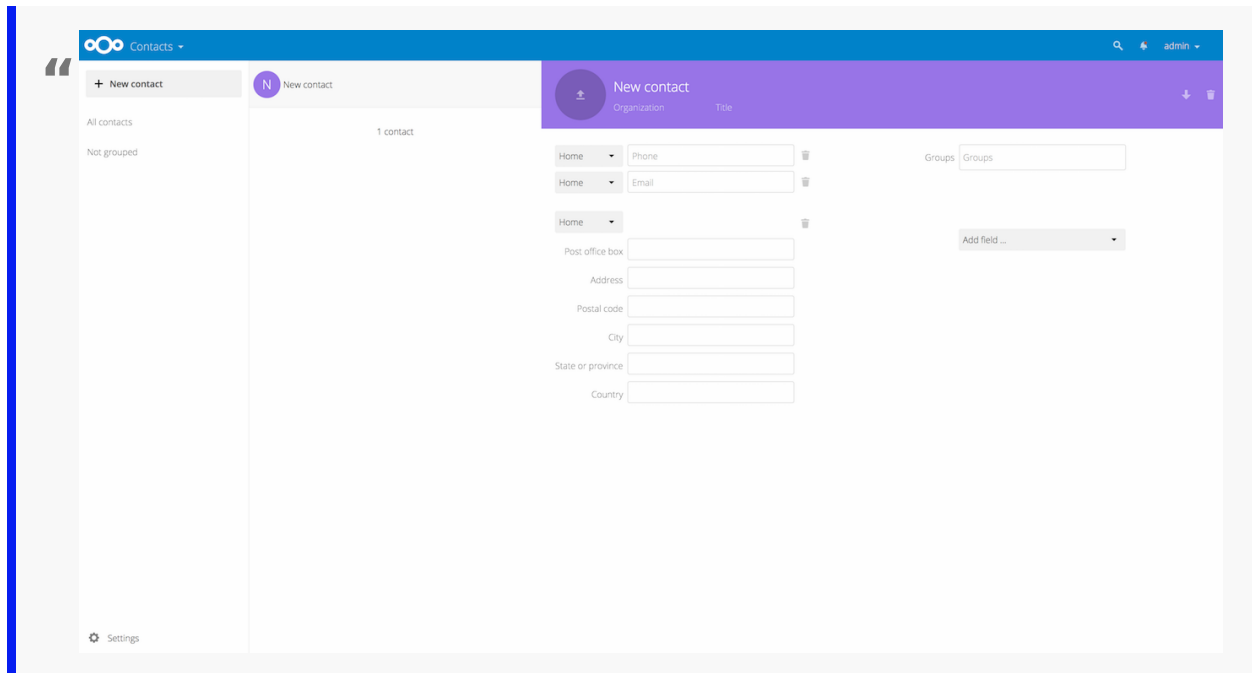 “
Contacts
admin
+ New contact
All contacts
Not grouped
Settings
N New contact
1 contact
New contact
Organization Title
Home Phone
Home Email
Home
Post office box
Address
Postal code
City
State or province
Country
Groups Groups
Add field ...